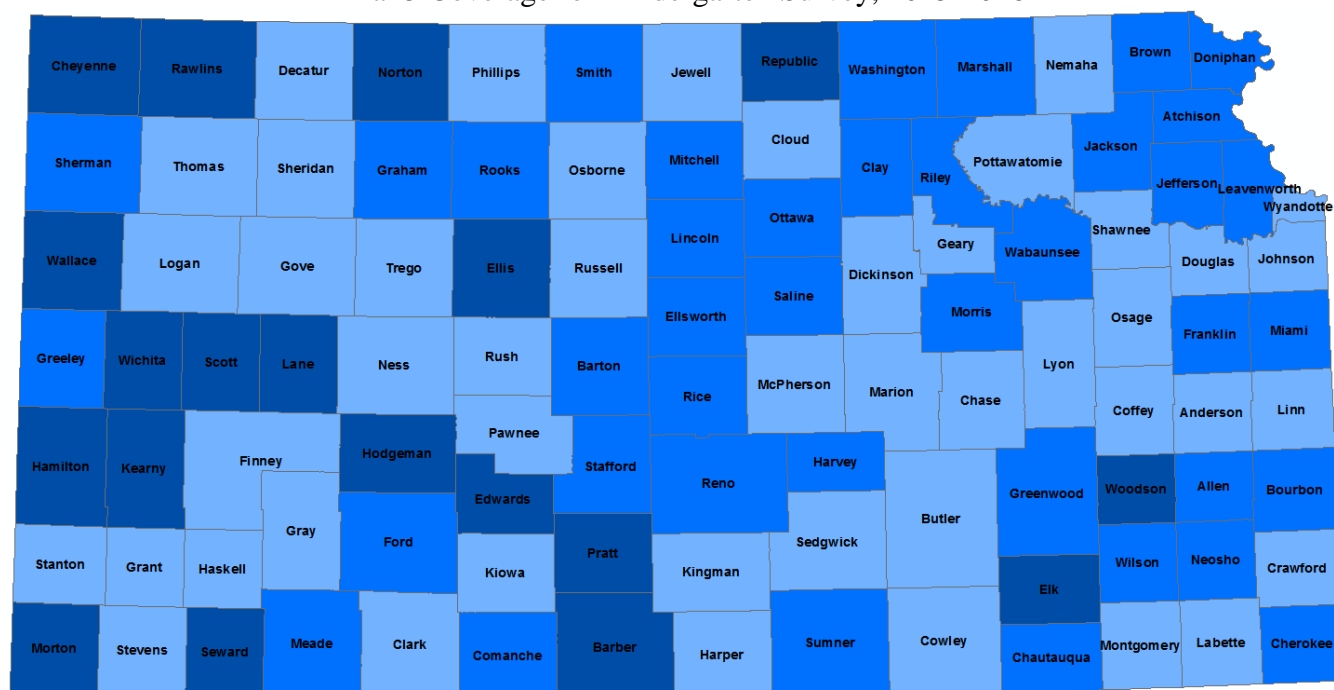 Cheyenne
Rawlins
Decatur
Norton
Phillips
Smith
Jewell
Republic
Washington
Marshall
Nemaha
Brown
Doniphan
Sherman
Thomas
Sheridan
Graham
Rooks
Osborne
Mitchell
Cloud
Clay
Riley
Pottawatomie
Jackson
Atchison
Jefferson
Leavenworth
Wyandotte
Wallace
Logan
Gove
Trego
Ellis
Russell
Lincoln
Ottawa
Saline
Dickinson
Geary
Wabaunsee
Shawnee
Douglas
Johnson
Greeley
Wichita
Scott
Lane
Ness
Rush
Barton
Ellsworth
Rice
McPherson
Marion
Morris
Chase
Lyon
Osage
Franklin
Miami
Coffey
Anderson
Linn
Hamilton
Kearny
Finney
Hodgeman
Pawnee
Edwards
Stafford
Reno
Harvey
Butler
Greenwood
Woodson
Allen
Bourbon
Stanton
Grant
Haskell
Gray
Ford
Kiowa
Pratt
Kingman
Sedgwick
Elk
Wilson
Neosho
Crawford
Morton
Stevens
Seward
Meade
Clark
Comanche
Barber
Harper
Sumner
Cowley
Chautauqua
Montgomery
Labette
Cherokee